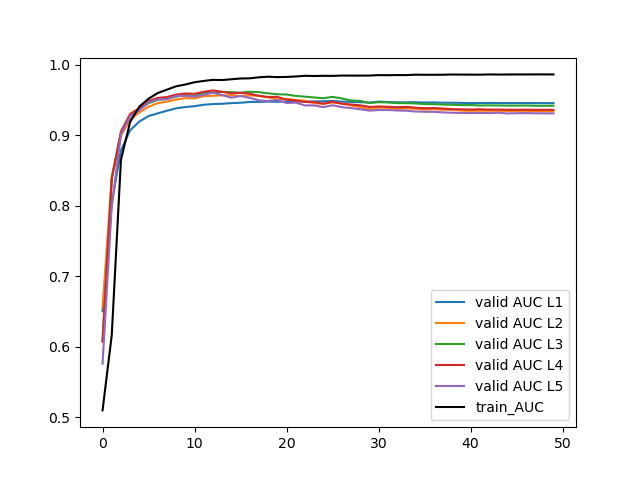 1.0
0.9
0.8
0.7
0.6
0.5
0 10 20 30 40 50
valid AUC L1
valid AUC L2
valid AUC L3
valid AUC L4
valid AUC L5
train_AUC